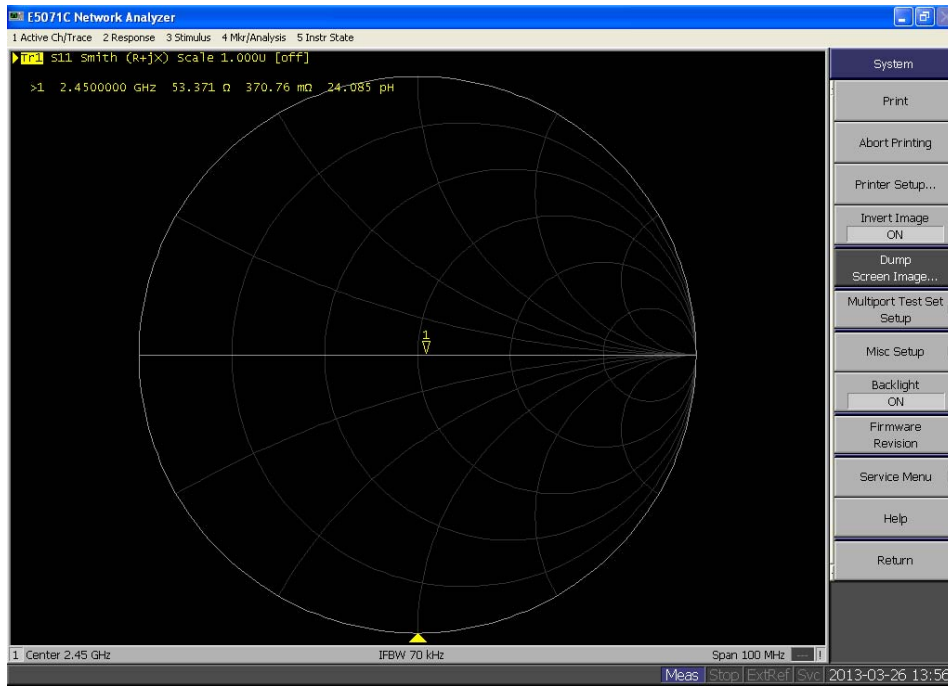 E5071C Network Analyzer
1 Active Ch/Trace 2 Response 3 Stimulus 4 Mkr/Analysis 5 Instr State
Tr1 S11 Smith (R+jX) Scale 1.000U [off]
>1 2.4500000 GHz 53.371 Ω 370.76 mΩ 24.085 pH
1
System
Print
Abort Printing
Printer Setup...
Invert Image
ON
Dump
Screen Image...
Multiport Test Set
Setup
Misc Setup
Backlight
ON
Firmware
Revision
Service Menu
Help
Return
1 Center 2.45 GHz IFBW 70 kHz Span 100 MHz --- !
Meas Stop ExtRef Svc 2013-03-26 13:56